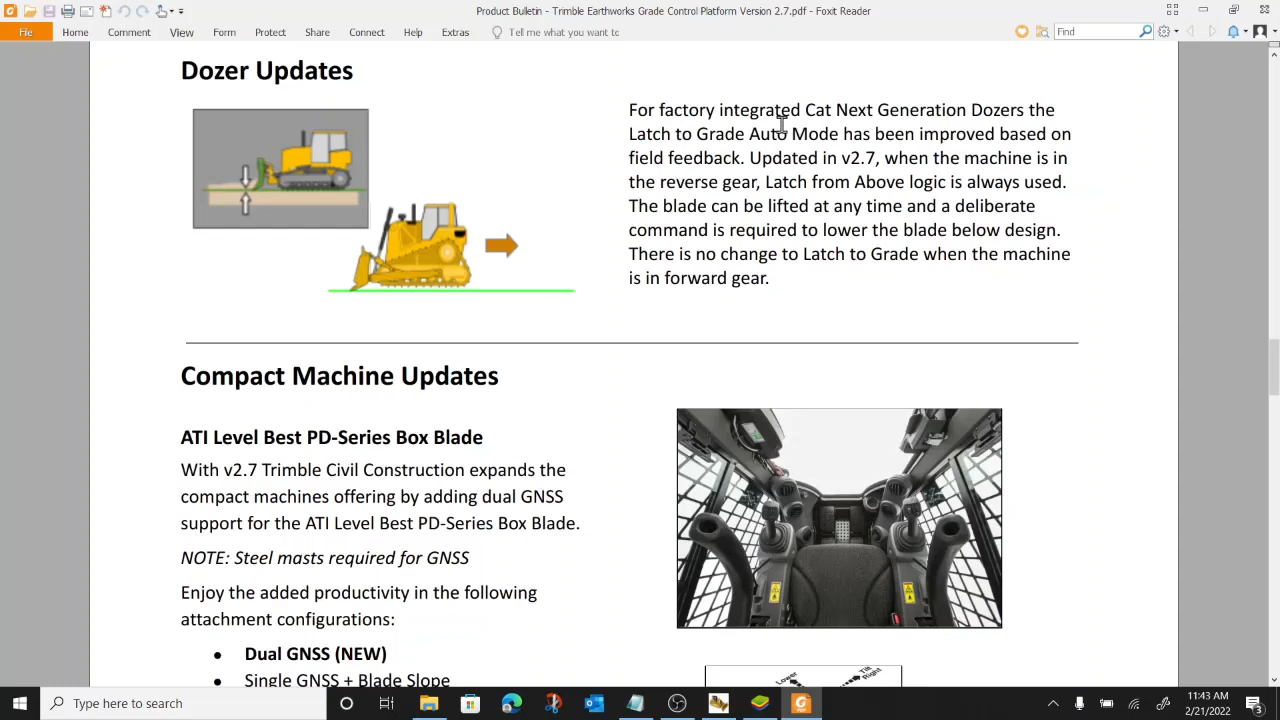 Product Bulletin - Trimble Earthworks Grade Control Platform Version 2.7.pdf - Foxit Reader
File
Home
Comment
View
Form
Protect
Share
Connect
Help
Extras
Tell me what you want to
Find
Dozer Updates
For factory integrated Cat Next Generation Dozers the
Latch to Grade Auto Mode has been improved based on
field feedback. Updated in v2.7, when the machine is in
the reverse gear, Latch from Above logic is always used.
The blade can be lifted at any time and a deliberate
command is required to lower the blade below design.
There is no change to Latch to Grade when the machine
is in forward gear.
Compact Machine Updates
ATI Level Best PD-Series Box Blade
With v2.7 Trimble Civil Construction expands the
compact machines offering by adding dual GNSS
support for the ATI Level Best PD-Series Box Blade.
NOTE: Steel masts required for GNSS
Enjoy the added productivity in the following
attachment configurations:
● Dual GNSS (NEW)
● Single GNSS + Blade Slope
Lower
Tilt
Right
Type here to search
11:43 AM
2/21/2022
3